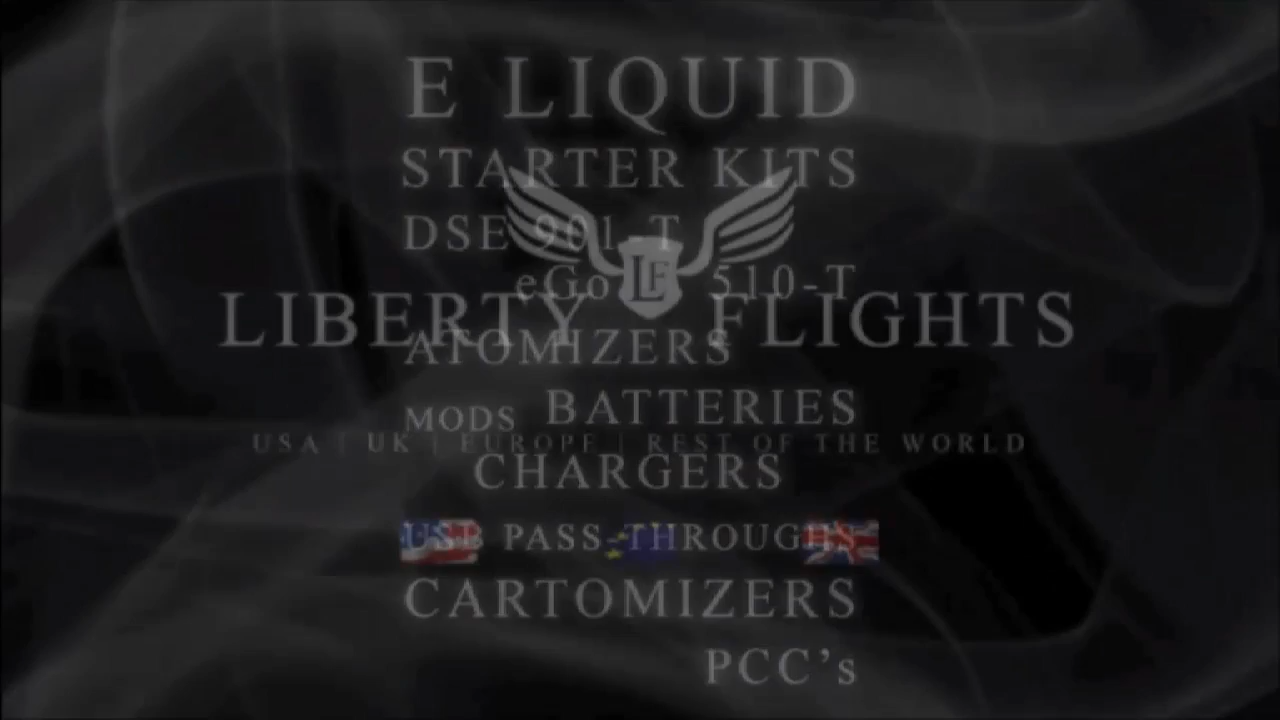 E LIQUID
STARTER KITS
DSE 901-T
eGo 510-T
LF
LIBERTY FLIGHTS
ATOMIZERS
MODS BATTERIES
USA | UK | EUROPE | REST OF THE WORLD
CHARGERS
USB PASS-THROUGHS
CARTOMIZERS
PCC's